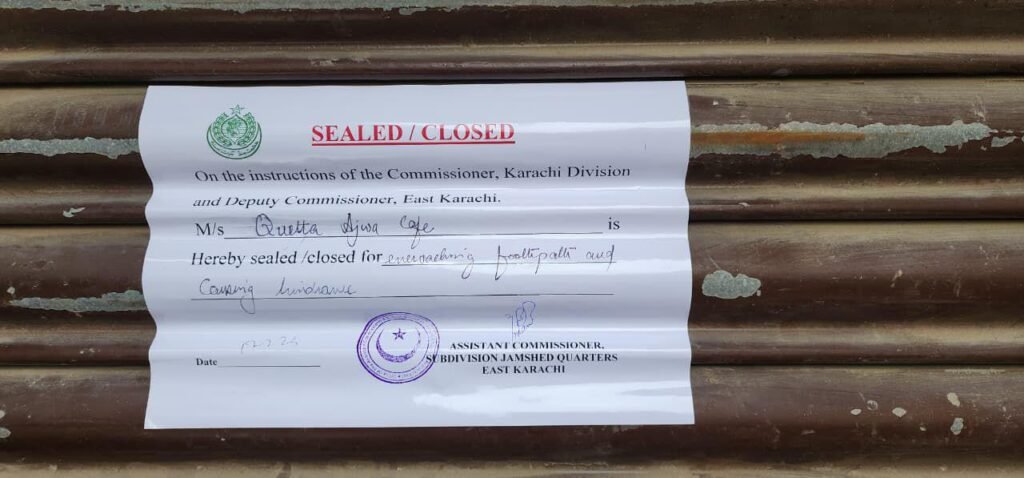 SEALED / CLOSED
On the instructions of the Commissioner, Karachi Division
and Deputy Commissioner, East Karachi.
M/s Quetta Ajwa Cafe is
Hereby sealed /closed for encroaching footpath and
Causing hindrance
ASSISTANT COMMISSIONER,
SUBDIVISION JAMSHED QUARTERS
EAST KARACHI
Date